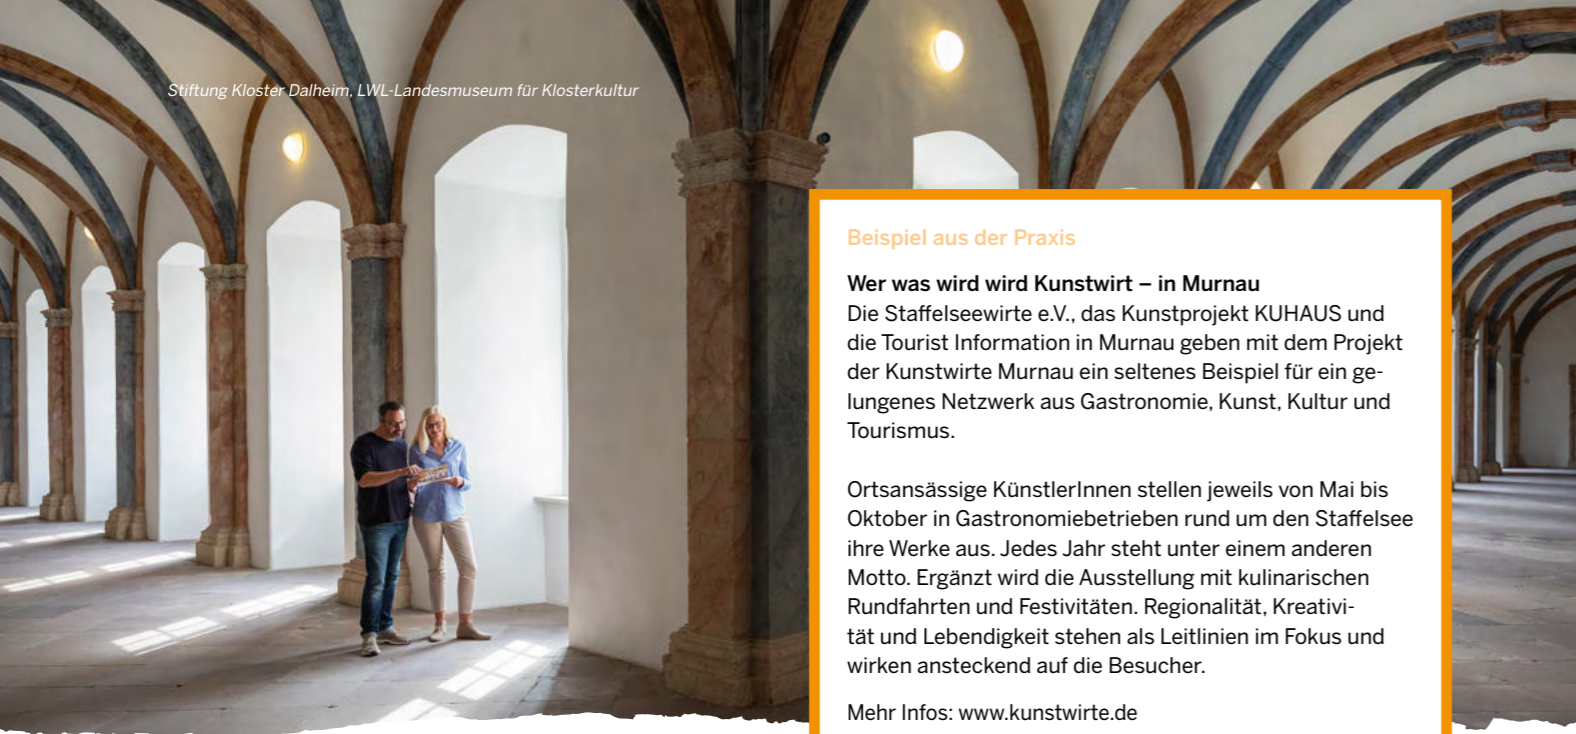 Stiftung Kloster Dalheim, LWL-Landesmuseum für Klosterkultur
Beispiel aus der Praxis
Wer was wird wird Kunstwirt – in Murnau
Die Staffelseewirte e.V., das Kunstprojekt KUHAUS und
die Tourist Information in Murnau geben mit dem Projekt
der Kunstwirte Murnau ein seltenes Beispiel für ein ge-
lungenes Netzwerk aus Gastronomie, Kunst, Kultur und
Tourismus.
Ortsansässige KünstlerInnen stellen jeweils von Mai bis
Oktober in Gastronomiebetrieben rund um den Staffelsee
ihre Werke aus. Jedes Jahr steht unter einem anderen
Motto. Ergänzt wird die Ausstellung mit kulinarischen
Rundfahrten und Festivitäten. Regionalität, Kreativi-
tät und Lebendigkeit stehen als Leitlinien im Fokus und
wirken ansteckend auf die Besucher.
Mehr Infos: www.kunstwirte.de